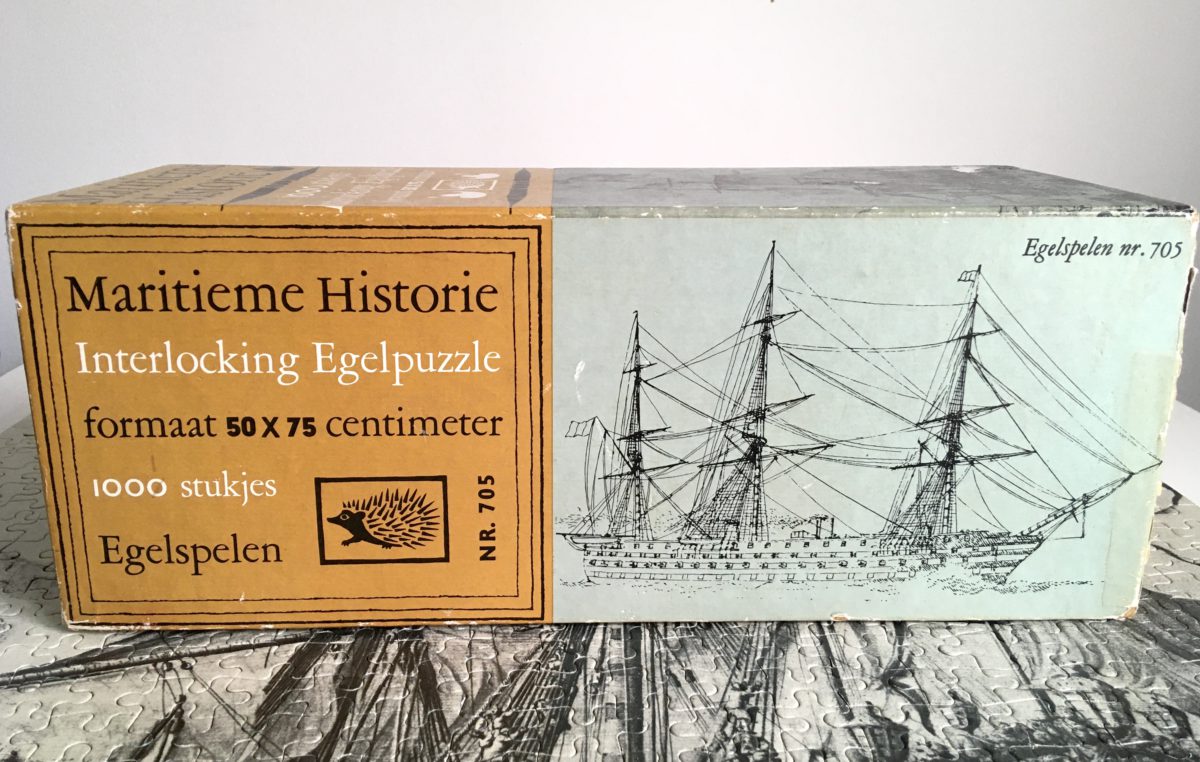 Maritieme Historie
Interlocking Egelpuzzle
formaat 50 X 75 centimeter
1000 stukjes
Egelspelen
NR. 705
Egelspelen nr. 705